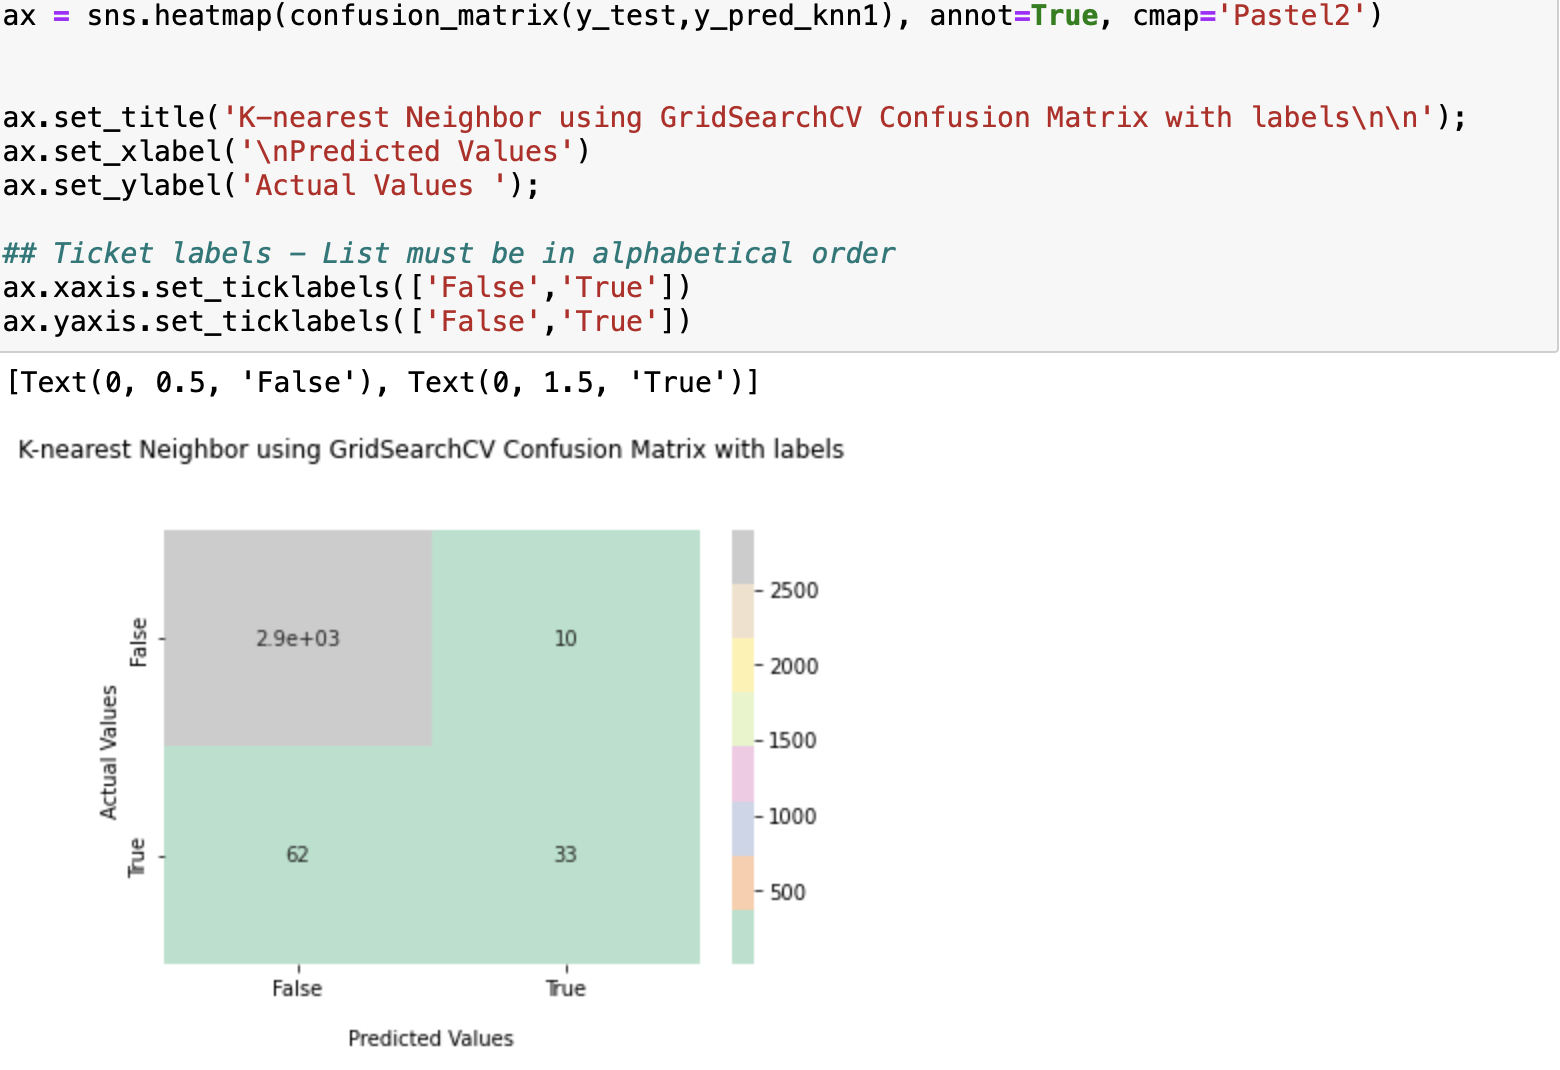 ax = sns.heatmap(confusion_matrix(y_test,y_pred_knn1), annot=True, cmap='Pastel2')
ax.set_title('K-nearest Neighbor using GridSearchCV Confusion Matrix with labels\n\n');
ax.set_xlabel('\nPredicted Values')
ax.set_ylabel('Actual Values ');
## Ticket labels - List must be in alphabetical order
ax.xaxis.set_ticklabels(['False','True'])
ax.yaxis.set_ticklabels(['False','True'])
[Text(0, 0.5, 'False'), Text(0, 1.5, 'True')]
K-nearest Neighbor using GridSearchCV Confusion Matrix with labels
2500
False
2.9e+03
10
2000
Actual Values
1500
1000
True
62
33
500
False
True
Predicted Values